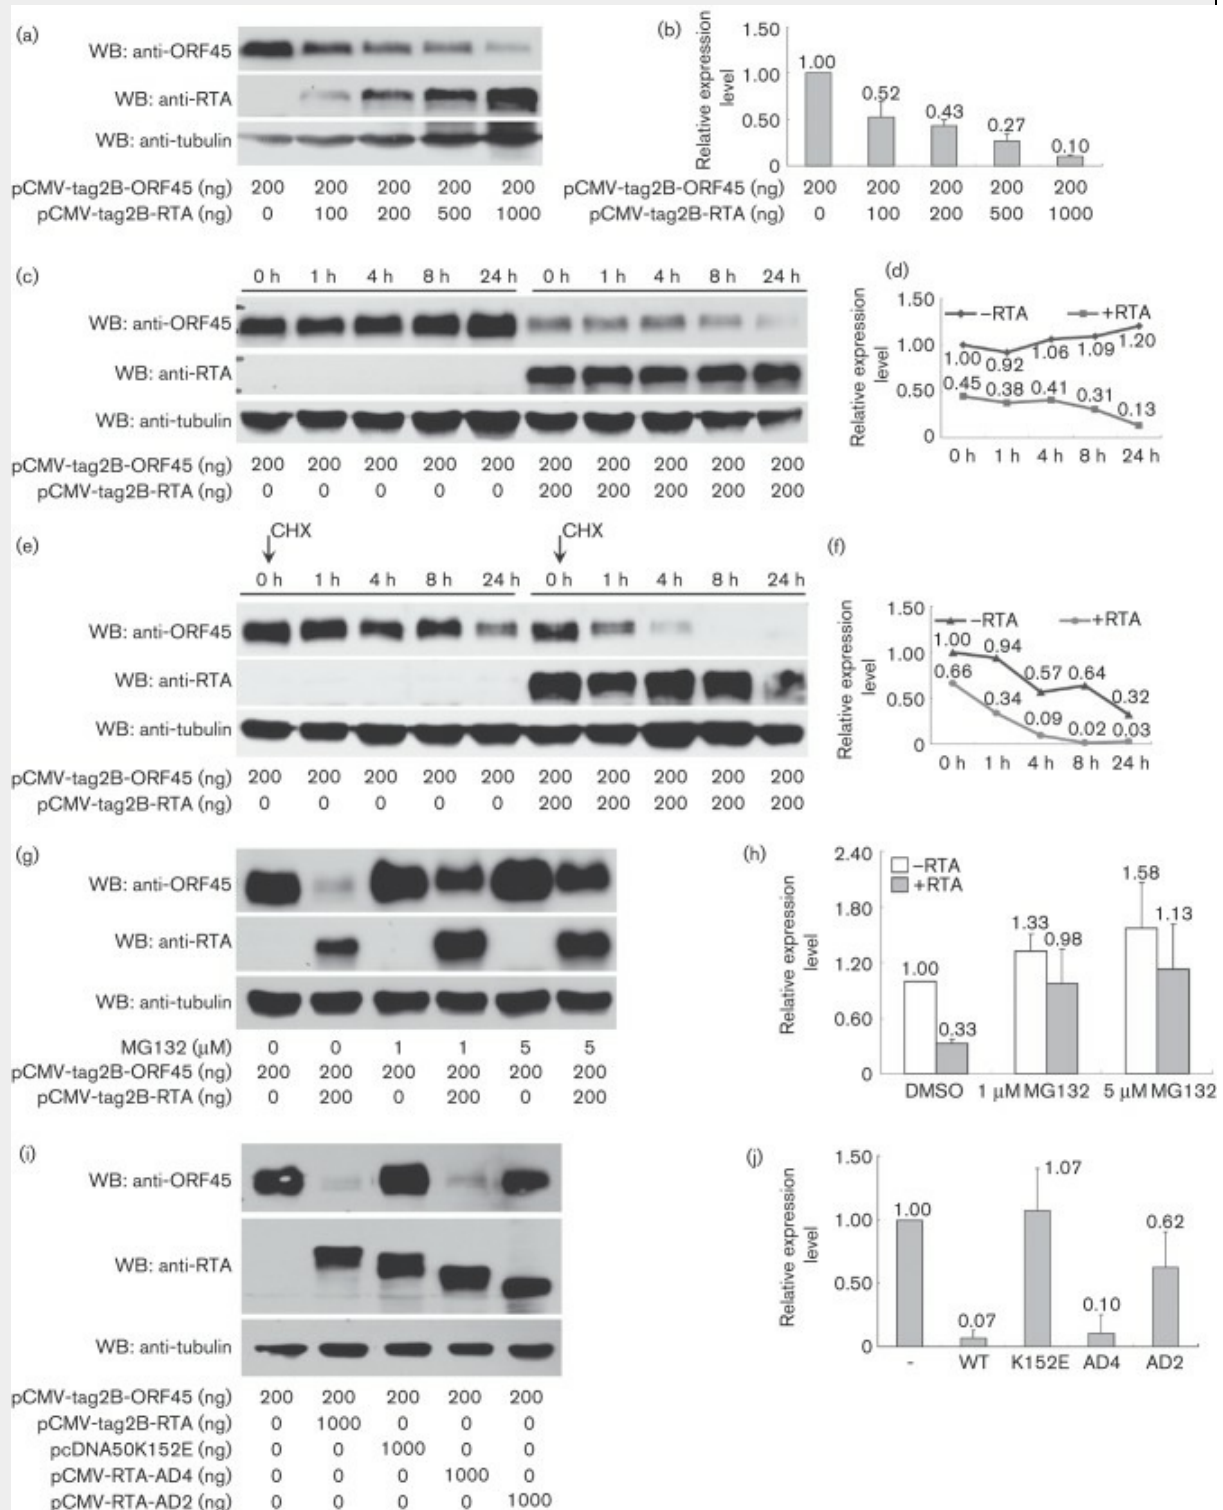 (a)
WB: anti-ORF45
WB: anti-RTA
WB: anti-tubulin
pCMV-tag2B-ORF45 (ng) 200 200 200 200 200
pCMV-tag2B-RTA (ng) 0 100 200 500 1000
(b)
Relative expression level
1.50
1.00
0.50
0
1.00 0.52 0.43 0.27 0.10
pCMV-tag2B-ORF45 (ng) 200 200 200 200 200
pCMV-tag2B-RTA (ng) 0 100 200 500 1000
(c)
0 h 1 h 4 h 8 h 24 h 0 h 1 h 4 h 8 h 24 h
WB: anti-ORF45
WB: anti-RTA
WB: anti-tubulin
pCMV-tag2B-ORF45 (ng) 200 200 200 200 200 200 200 200 200 200
pCMV-tag2B-RTA (ng) 0 0 0 0 0 200 200 200 200 200
(d)
Relative expression level
1.50
1.00
0.50
0
–RTA +RTA
1.00 0.92 1.06 1.09 1.20
0.45 0.38 0.41 0.31 0.13
0 h 1 h 4 h 8 h 24 h
(e)
CHX CHX
0 h 1 h 4 h 8 h 24 h 0 h 1 h 4 h 8 h 24 h
WB: anti-ORF45
WB: anti-RTA
WB: anti-tubulin
pCMV-tag2B-ORF45 (ng) 200 200 200 200 200 200 200 200 200 200
pCMV-tag2B-RTA (ng) 0 0 0 0 0 200 200 200 200 200
(f)
Relative expression level
1.50
1.00
0.50
0
–RTA +RTA
1.00 0.94 0.57 0.64 0.32
0.66 0.34 0.09 0.02 0.03
0 h 1 h 4 h 8 h 24 h
(g)
WB: anti-ORF45
WB: anti-RTA
WB: anti-tubulin
MG132 (µM) 0 0 1 1 5 5
pCMV-tag2B-ORF45 (ng) 200 200 200 200 200 200
pCMV-tag2B-RTA (ng) 0 200 0 200 0 200
(h)
Relative expression level
2.40
1.80
1.20
0.60
0
–RTA
+RTA
1.00 0.33 1.33 0.98 1.58 1.13
DMSO 1 µM MG132 5 µM MG132
(i)
WB: anti-ORF45
WB: anti-RTA
WB: anti-tubulin
pCMV-tag2B-ORF45 (ng) 200 200 200 200 200
pCMV-tag2B-RTA (ng) 0 1000 0 0 0
pcDNA50K152E (ng) 0 0 1000 0 0
pCMV-RTA-AD4 (ng) 0 0 0 1000 0
pCMV-RTA-AD2 (ng) 0 0 0 0 1000
(j)
Relative expression level
1.50
1.00
0.50
0
1.00 0.07 1.07 0.10 0.62
- WT K152E AD4 AD2